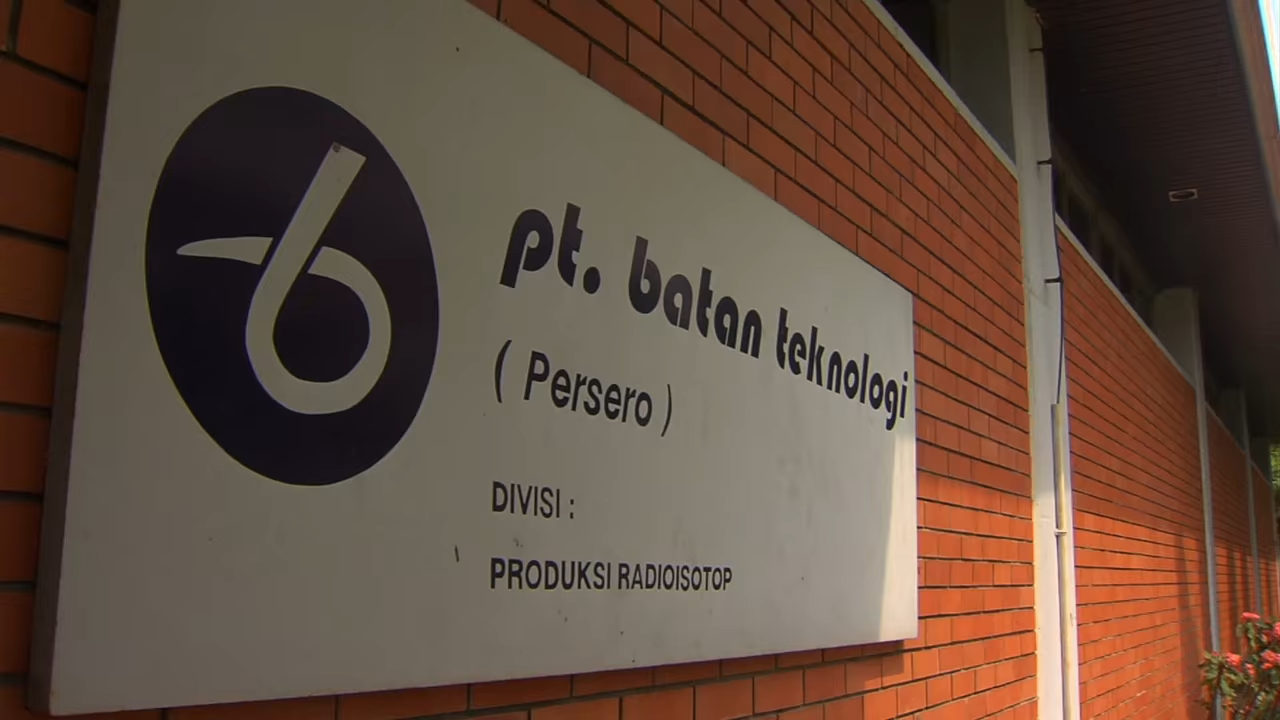 pt. batan teknologi
( Persero )
DIVISI :
PRODUKSI RADIOISOTOP